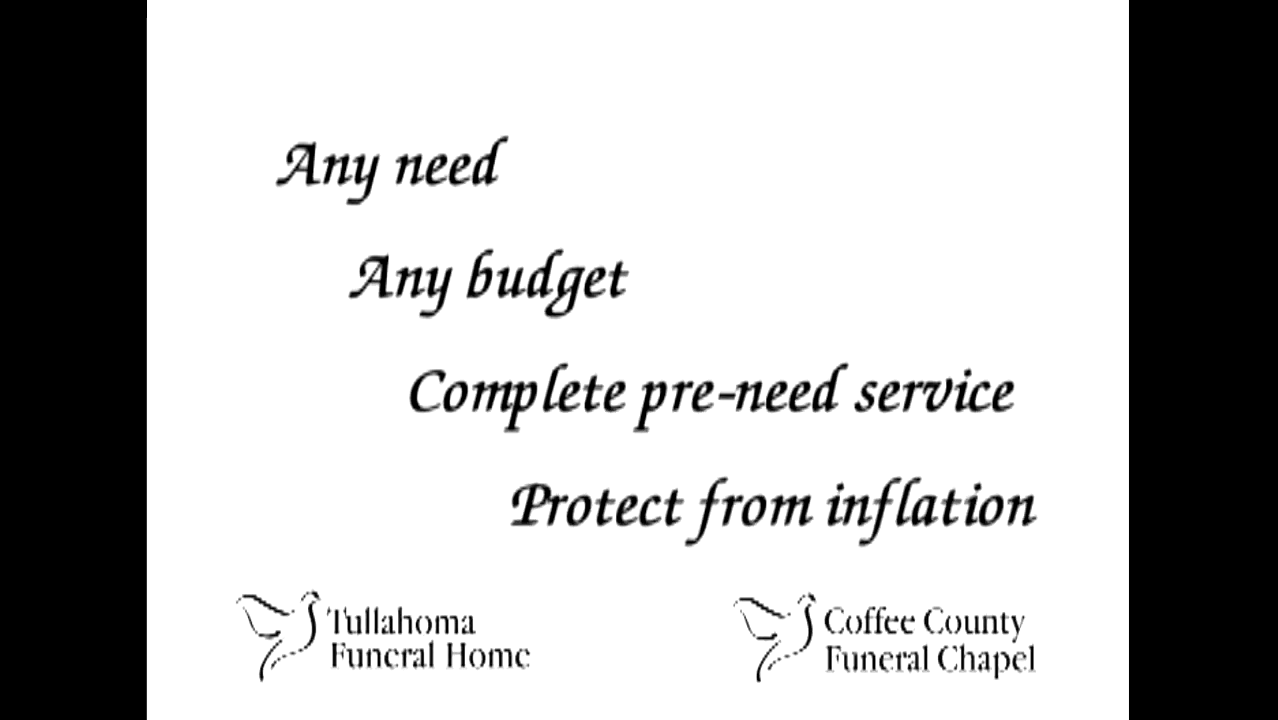 Any need
Any budget
Complete pre-need service
Protect from inflation
Tullahoma
Funeral Home
Coffee County
Funeral Chapel